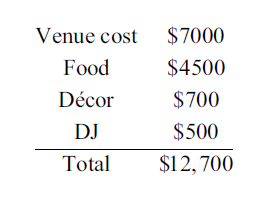 Venue cost $7000
Food $4500
Décor $700
DJ $500
Total $12,700